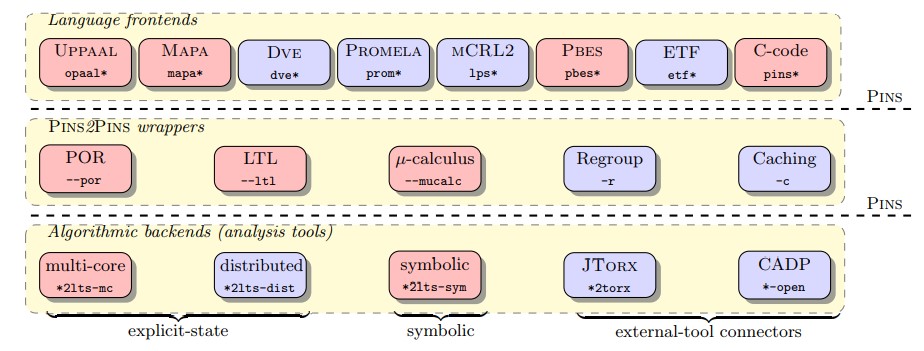 Language frontends
UPPAAL MAPA DVE PROMELA MCRL2 PBES ETF C-code
opaal* mapa* dve* prom* lps* pbes* etf* pins*
PINS
PINS2PINS wrappers
POR LTL μ-calculus Regroup Caching
--por --ltl --mucalc -r -c
PINS
Algorithmic backends (analysis tools)
multi-core distributed symbolic JTORX CADP
*2lts-mc *2lts-dist *2lts-sym *2torx *-open
explicit-state symbolic external-tool connectors